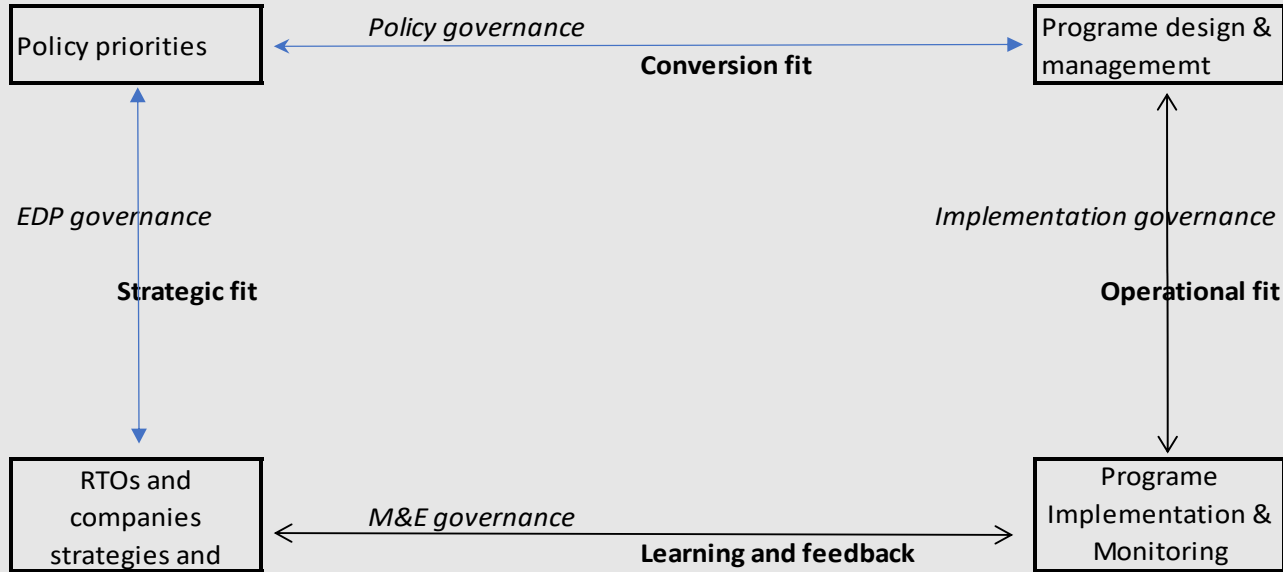 Policy governance
Policy priorities
Conversion fit
Programe design &
managememt
EDP governance
Implementation governance
Strategic fit
Operational fit
RTOs and
companies
strategies and
M&E governance
Learning and feedback
Programe
Implementation &
Monitoring